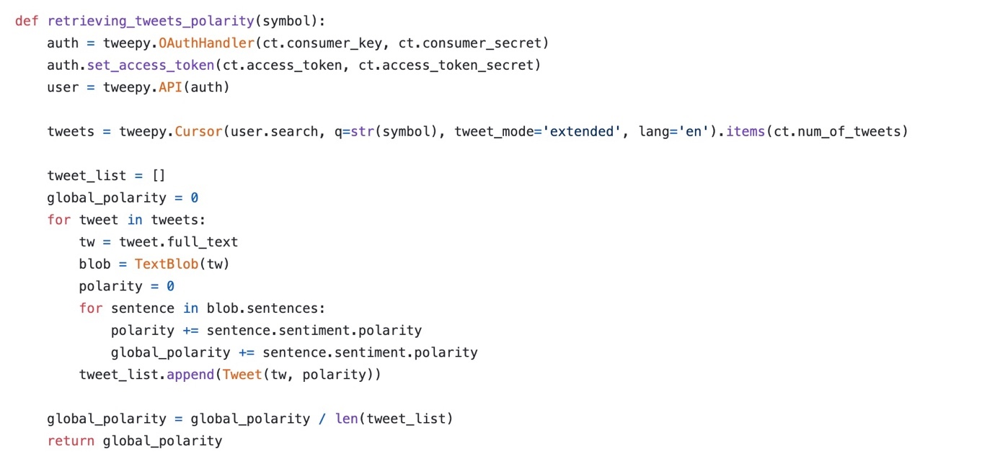 def retrieving_tweets_polarity(symbol):
    auth = tweepy.OAuthHandler(ct.consumer_key, ct.consumer_secret)
    auth.set_access_token(ct.access_token, ct.access_token_secret)
    user = tweepy.API(auth)

    tweets = tweepy.Cursor(user.search, q=str(symbol), tweet_mode='extended', lang='en').items(ct.num_of_tweets)

    tweet_list = []
    global_polarity = 0
    for tweet in tweets:
        tw = tweet.full_text
        blob = TextBlob(tw)
        polarity = 0
        for sentence in blob.sentences:
            polarity += sentence.sentiment.polarity
            global_polarity += sentence.sentiment.polarity
        tweet_list.append(Tweet(tw, polarity))

    global_polarity = global_polarity / len(tweet_list)
    return global_polarity